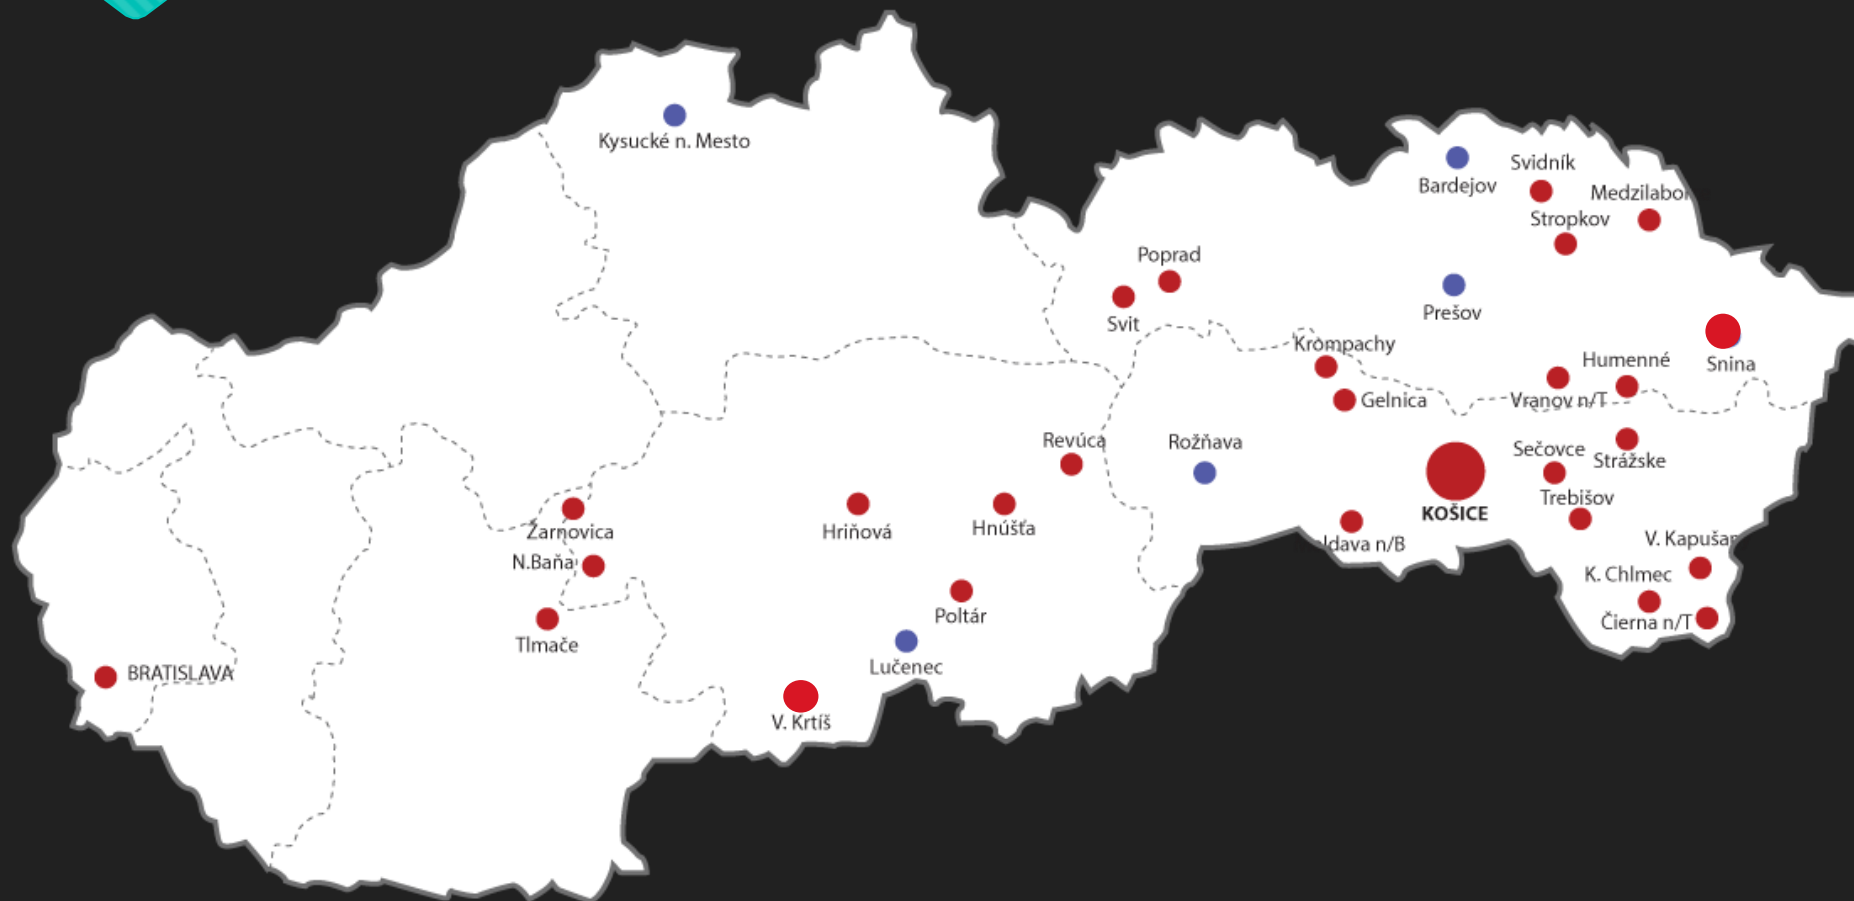 Kysucké n. Mesto
Svidník
Bardejov
Medzilabor
Stropkov
Poprad
Prešov
Svit
Krompachy
Humenné
Snina
Gelnica
Vranov n/T
Revúca
Rožňava
Sečovce
Strážske
Trebišov
KOŠICE
Hriňová
Hnúšťa
Žarnovica
Moldava n/B
V. Kapušan
N.Baňa
K. Chlmec
Poltár
Čierna n/T
Tlmače
Lučenec
BRATISLAVA
V. Krtíš